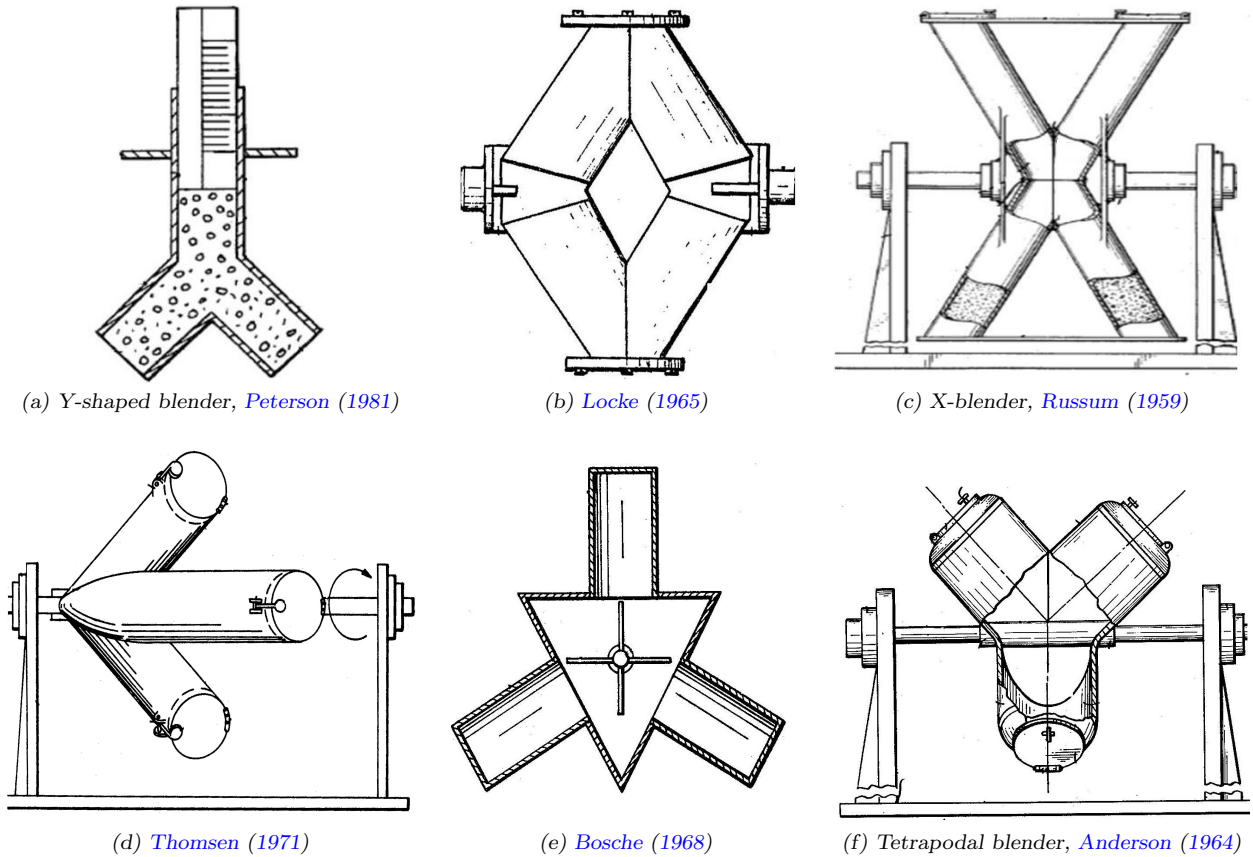 (a) Y-shaped blender, Peterson (1981)
(b) Locke (1965)
(c) X-blender, Russum (1959)
(d) Thomsen (1971)
(e) Bosche (1968)
(f) Tetrapodal blender, Anderson (1964)